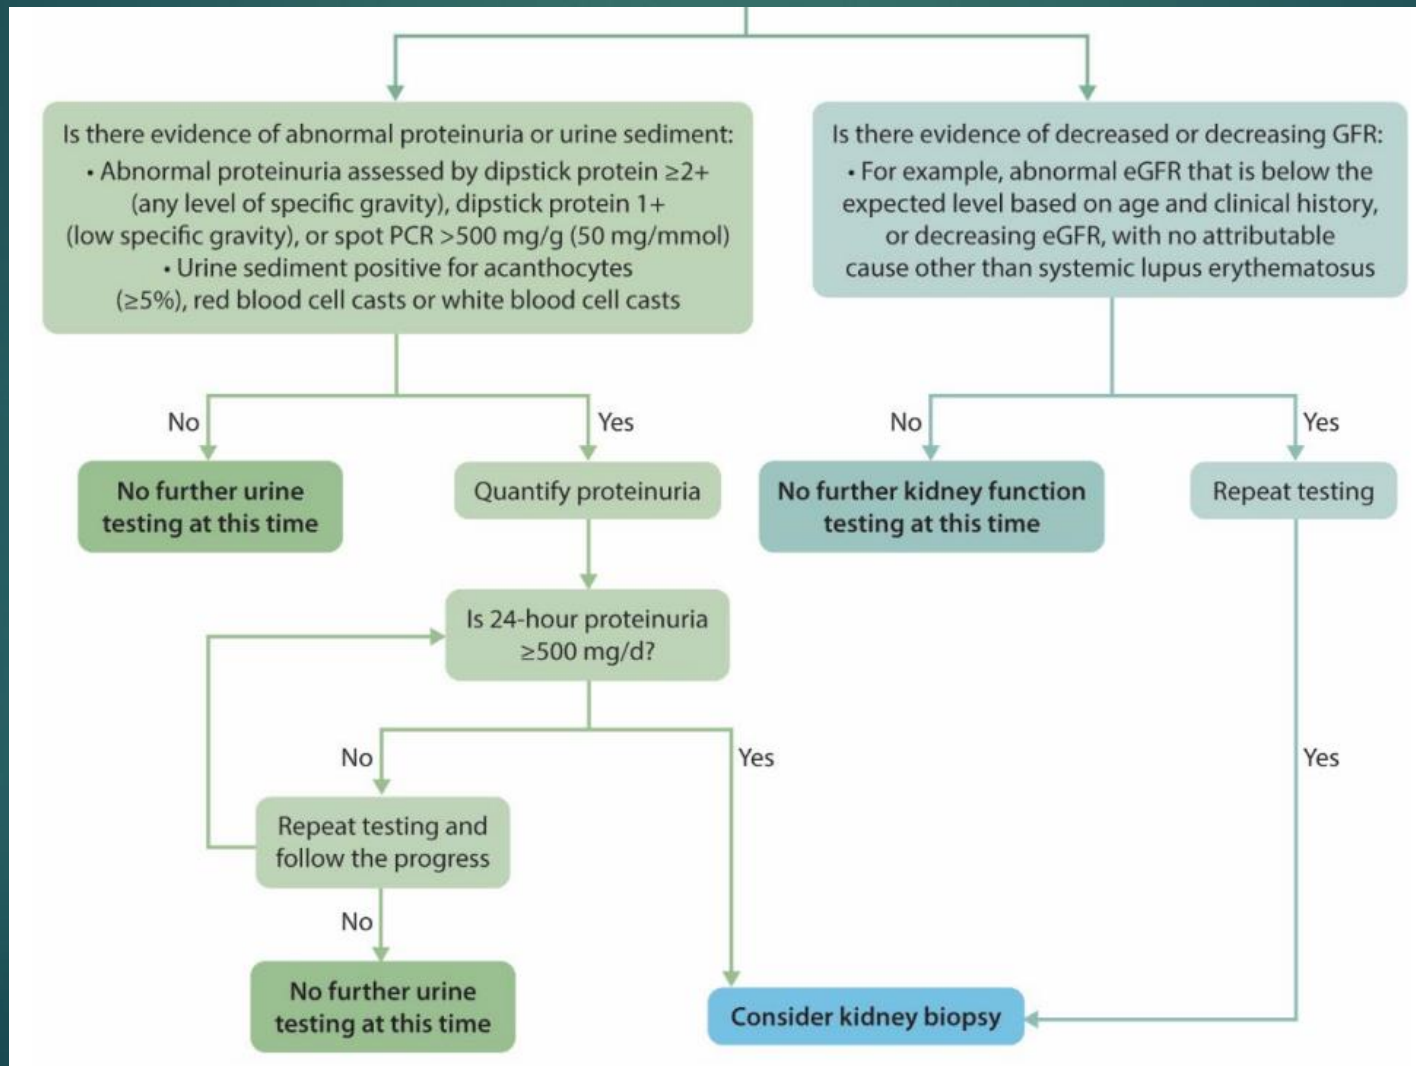 Is there evidence of abnormal proteinuria or urine sediment:
• Abnormal proteinuria assessed by dipstick protein ≥2+
(any level of specific gravity), dipstick protein 1+
(low specific gravity), or spot PCR >500 mg/g (50 mg/mmol)
• Urine sediment positive for acanthocytes
(≥5%), red blood cell casts or white blood cell casts
Is there evidence of decreased or decreasing GFR:
• For example, abnormal eGFR that is below the
expected level based on age and clinical history,
or decreasing eGFR, with no attributable
cause other than systemic lupus erythematosus
No
Yes
No
Yes
No further urine
testing at this time
Quantify proteinuria
No further kidney function
testing at this time
Repeat testing
Is 24-hour proteinuria
≥500 mg/d?
No
Yes
Yes
Repeat testing and
follow the progress
No
No further urine
testing at this time
Consider kidney biopsy